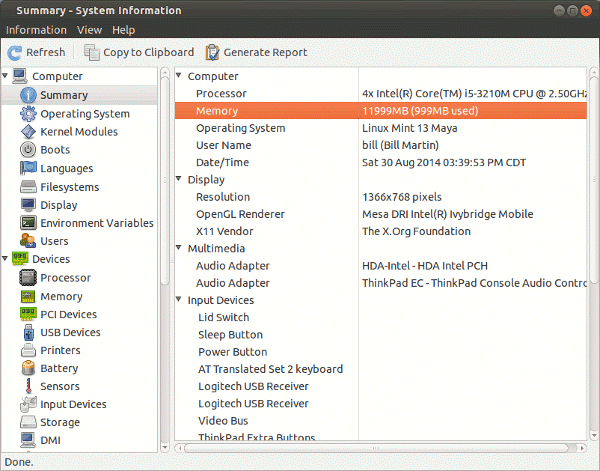 Summary - System Information
Information View Help
Refresh Copy to Clipboard Generate Report
Computer
Summary
Operating System
Kernel Modules
Boots
Languages
Filesystems
Display
Environment Variables
Users
Devices
Processor
Memory
PCI Devices
USB Devices
Printers
Battery
Sensors
Input Devices
Storage
DMI
Computer
Processor 4x Intel(R) Core(TM) i5-3210M CPU @ 2.50GHz
Memory 11999MB (999MB used)
Operating System Linux Mint 13 Maya
User Name bill (Bill Martin)
Date/Time Sat 30 Aug 2014 03:39:53 PM CDT
Display
Resolution 1366x768 pixels
OpenGL Renderer Mesa DRI Intel(R) Ivybridge Mobile
X11 Vendor The X.Org Foundation
Multimedia
Audio Adapter HDA-Intel - HDA Intel PCH
Audio Adapter ThinkPad EC - ThinkPad Console Audio Contro
Input Devices
Lid Switch
Sleep Button
Power Button
AT Translated Set 2 keyboard
Logitech USB Receiver
Logitech USB Receiver
Video Bus
ThinkPad Extra Buttons
Done.